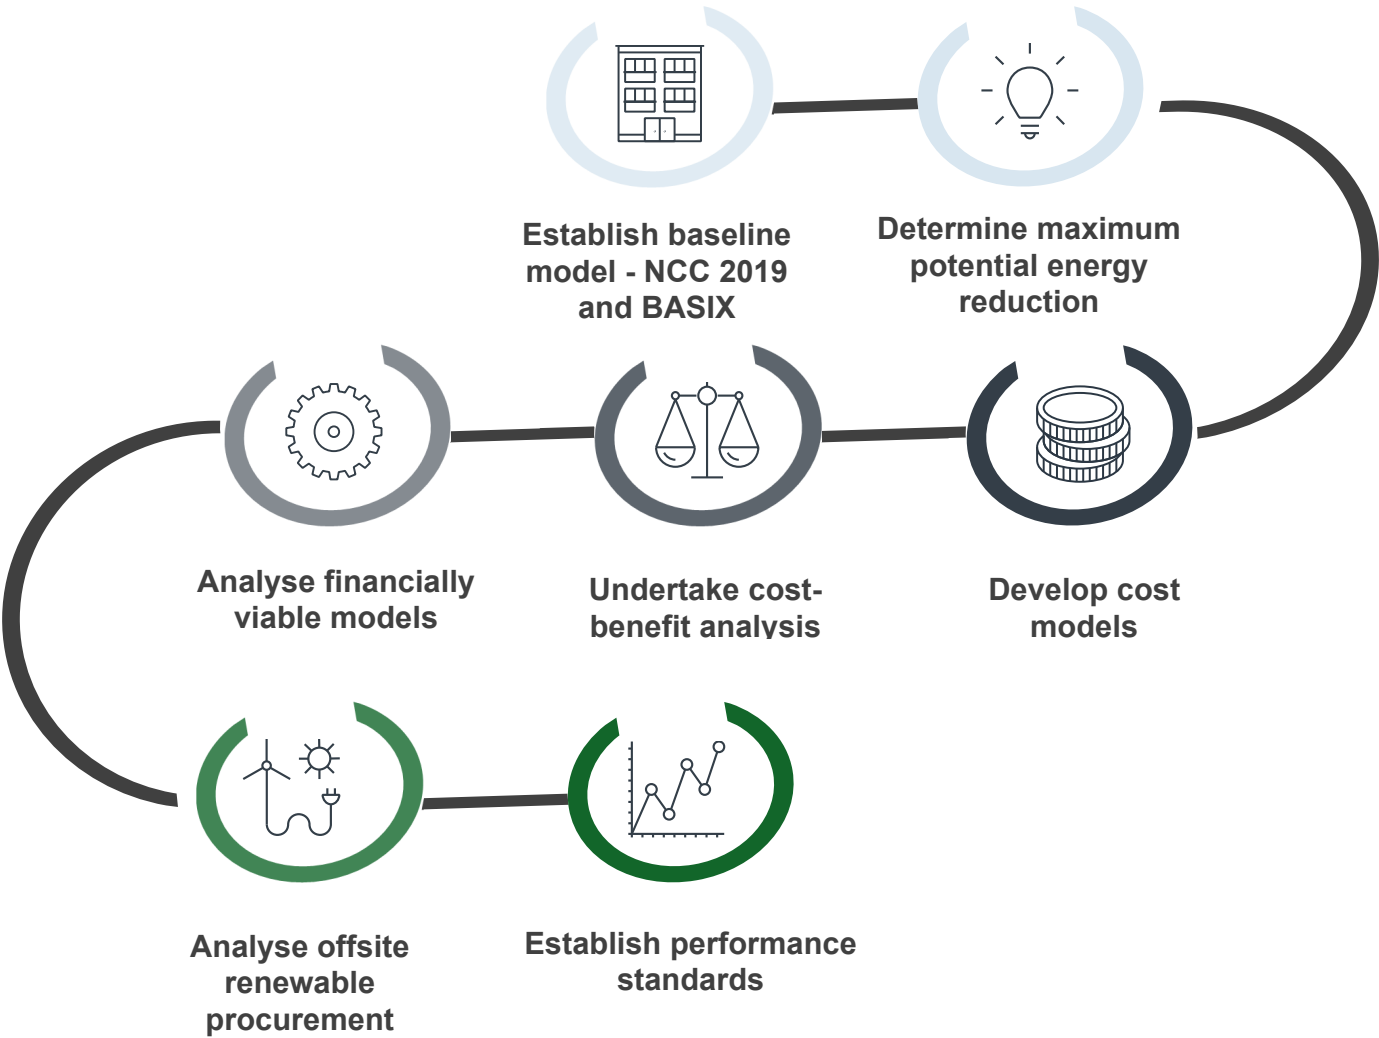 Establish baseline
model - NCC 2019
and BASIX
Determine maximum
potential energy
reduction
Analyse financially
viable models
Undertake cost-
benefit analysis
Develop cost
models
Analyse offsite
renewable
procurement
Establish performance
standards